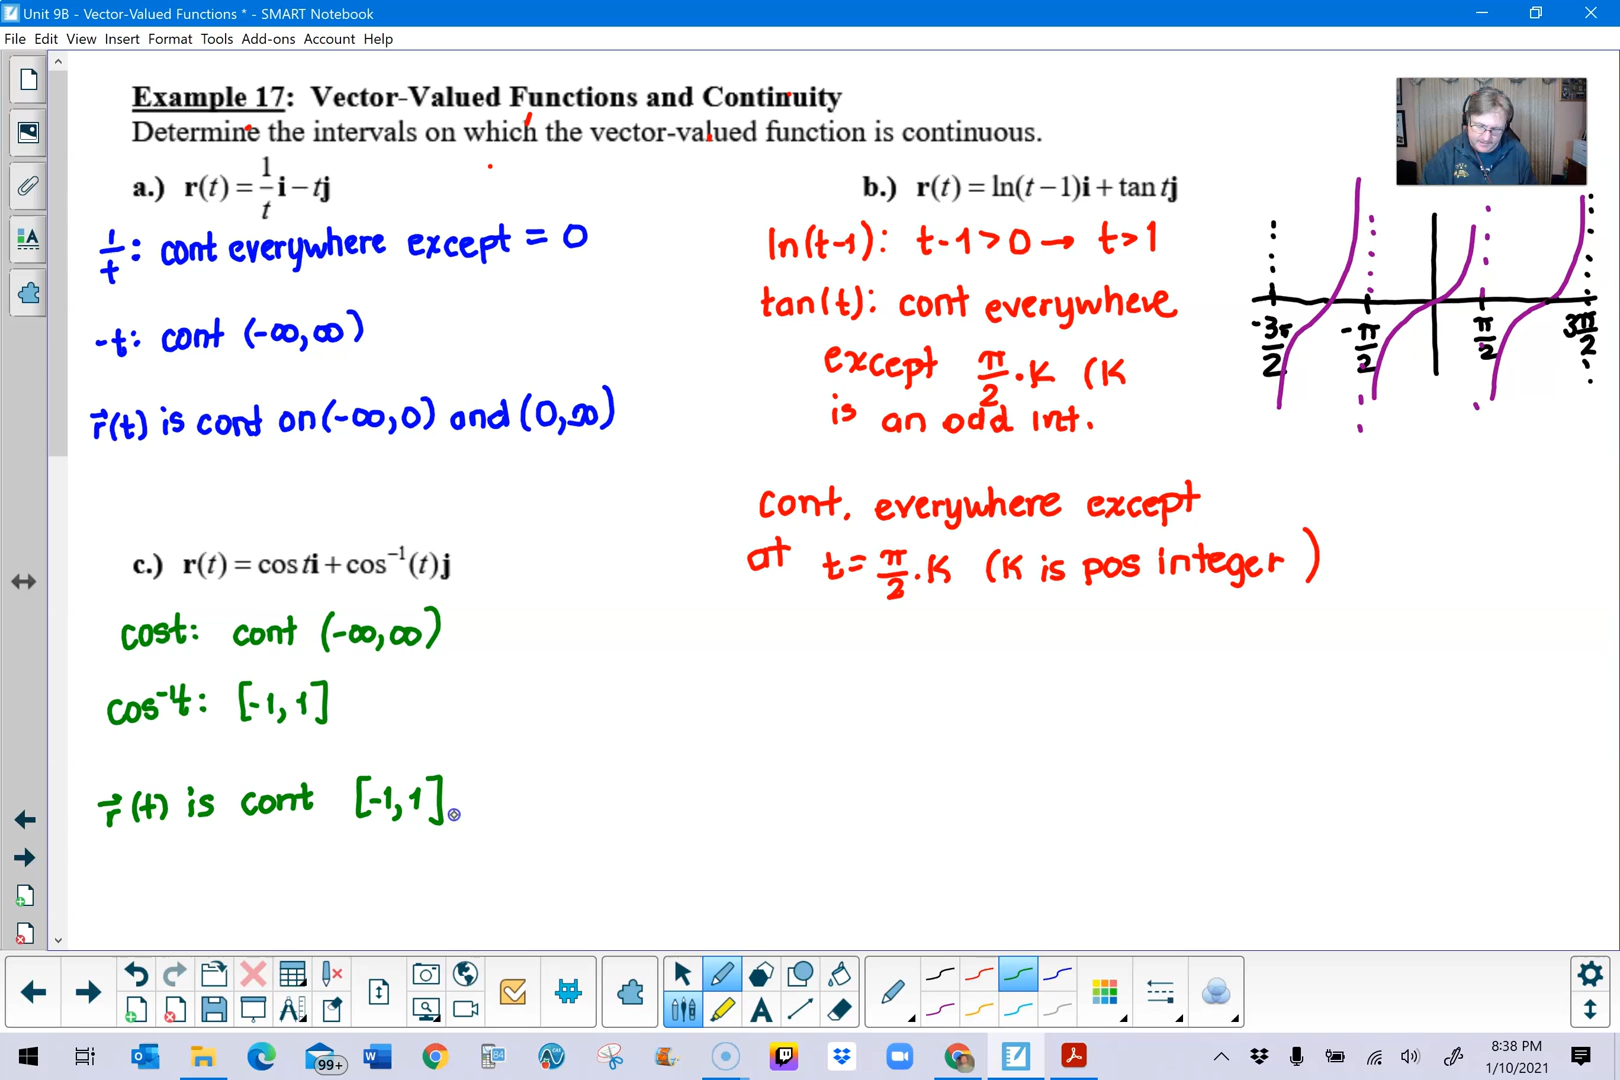 Unit 9B - Vector-Valued Functions * - SMART Notebook
File Edit View Insert Format Tools Add-ons Account Help
Example 17: Vector-Valued Functions and Continuity
Determine the intervals on which the vector-valued function is continuous.
a.) r(t) = 1/t i − tj
1/t: cont everywhere except = 0
-t: cont (-∞,∞)
r⃗(t) is cont on (-∞,0) and (0,∞)
b.) r(t) = ln(t−1)i + tan tj
ln(t-1): t-1>0 → t>1
tan(t): cont everywhere
except π/2 · K (K
is an odd int.
cont. everywhere except
at t= π/2 · K (K is pos integer)
-3π/2 -π/2 π/2 3π/2
c.) r(t) = cos ti + cos⁻¹(t)j
cost: cont (-∞,∞)
cos⁻¹t: [-1, 1]
r⃗(t) is cont [-1, 1]
99+
84
8:38 PM
1/10/2021